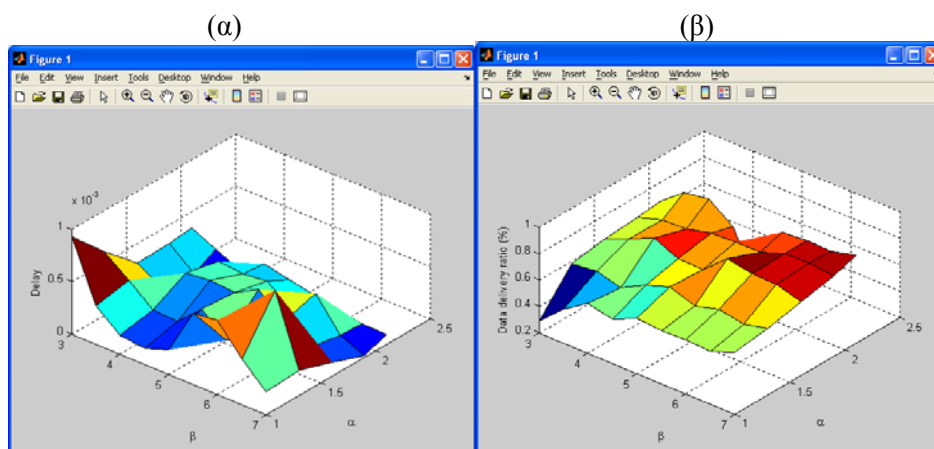 (α)
(β)
Figure 1
File Edit View Insert Tools Desktop Window Help
x 10⁻³
1
0.5
0
Delay
3
4
5
6
7
β
1
1.5
2
2.5
α
Figure 1
File Edit View Insert Tools Desktop Window Help
1
0.8
0.6
0.4
0.2
Data delivery ratio (%)
3
4
5
6
7
β
1
1.5
2
2.5
α